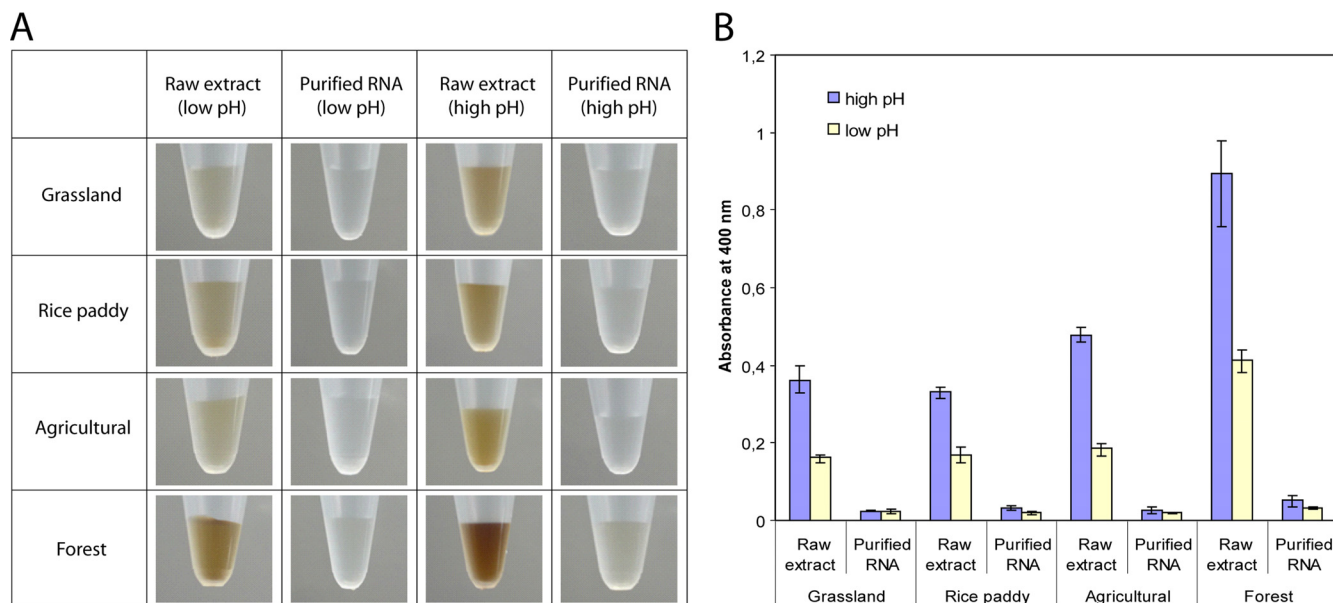 A
Raw extract
(low pH)
Purified RNA
(low pH)
Raw extract
(high pH)
Purified RNA
(high pH)
Grassland
Rice paddy
Agricultural
Forest
B
1,2
1
0,8
0,6
0,4
0,2
0
Absorbance at 400 nm
high pH
low pH
Raw
extract
Purified
RNA
Raw
extract
Purified
RNA
Raw
extract
Purified
RNA
Raw
extract
Purified
RNA
Grassland
Rice paddy
Agricultural
Forest